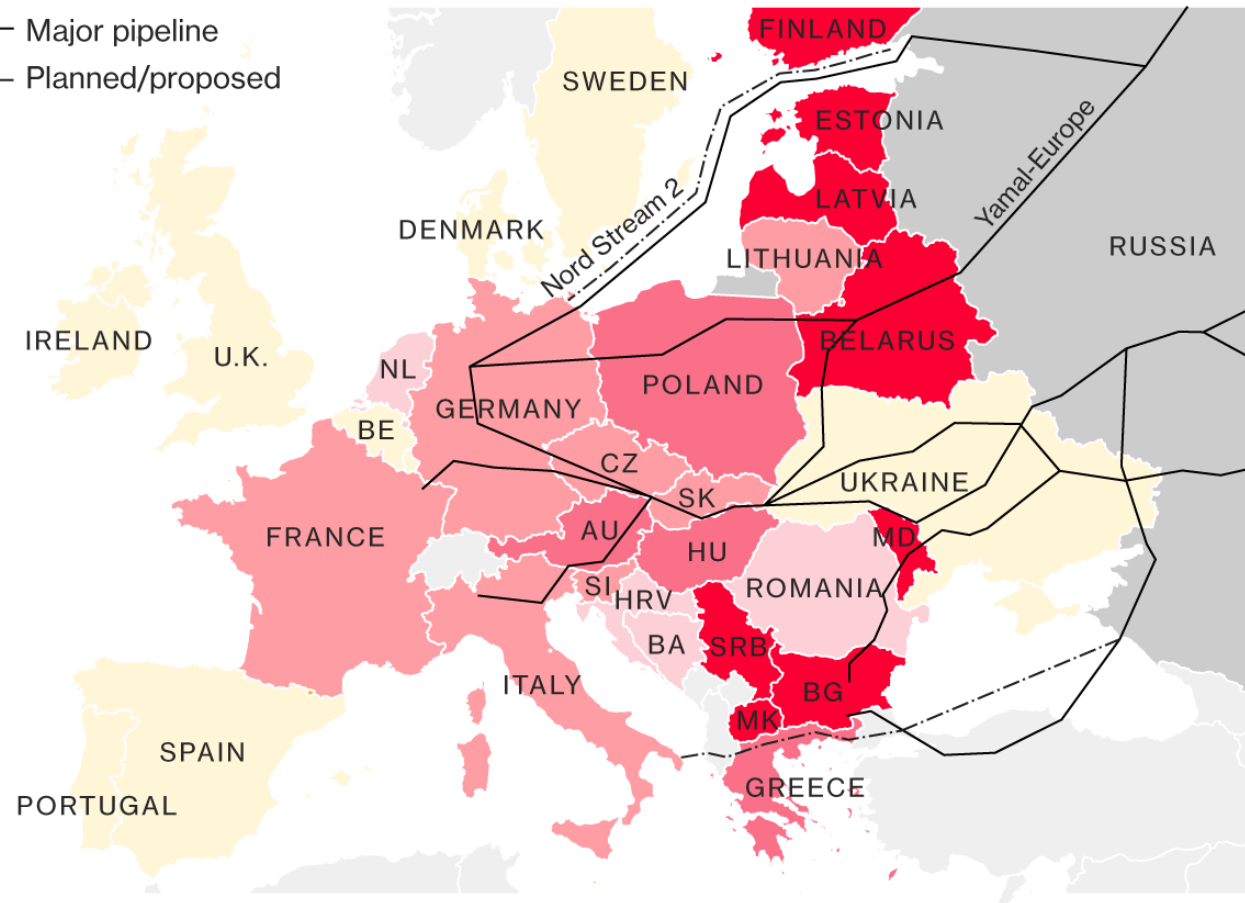 Major pipeline
Planned/proposed
FINLAND
SWEDEN
ESTONIA
Yamal-Europe
LATVIA
Nord Stream 2
DENMARK
RUSSIA
LITHUANIA
IRELAND
U.K.
BELARUS
NL
POLAND
GERMANY
BE
CZ
UKRAINE
SK
FRANCE
AU
MD
HU
SI
HRV
ROMANIA
BA
SRB
ITALY
BG
MK
SPAIN
GREECE
PORTUGAL